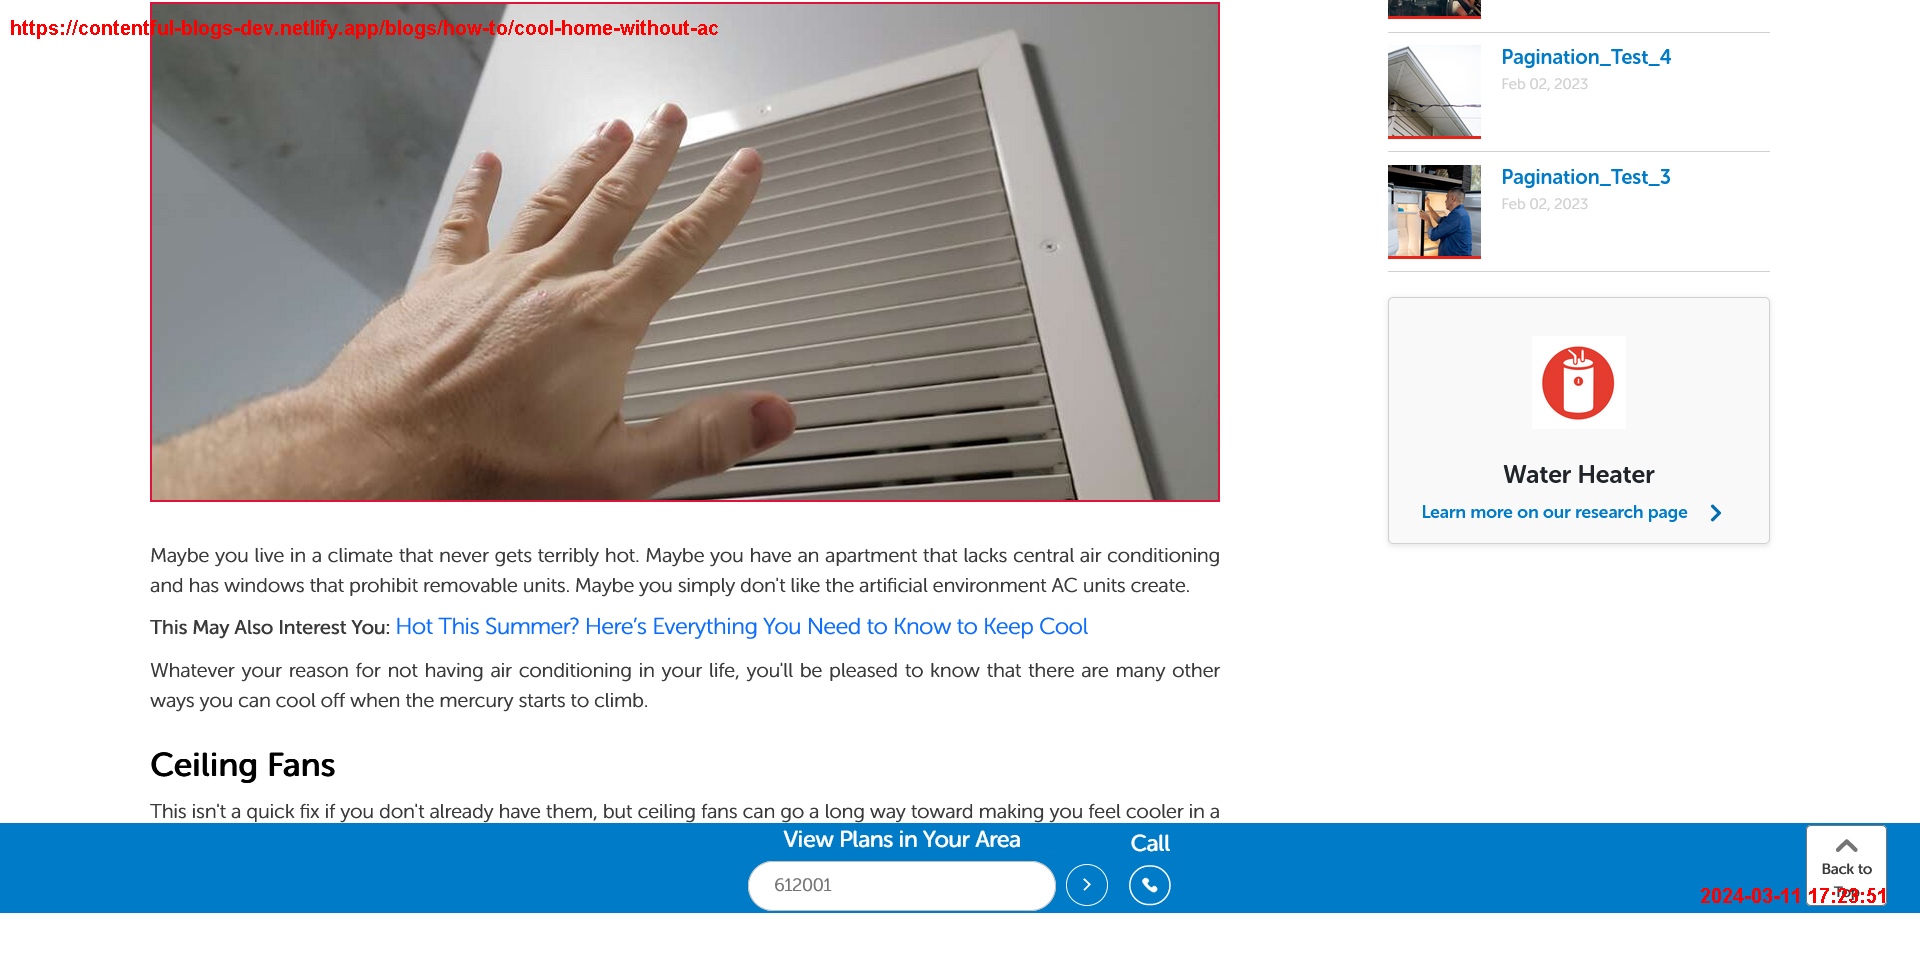 https://contentful-blogs-dev.netlify.app/blogs/how-to/cool-home-without-ac
Pagination_Test_4
Feb 02, 2023
Pagination_Test_3
Feb 02, 2023
Water Heater
Learn more on our research page
Maybe you live in a climate that never gets terribly hot. Maybe you have an apartment that lacks central air conditioning
and has windows that prohibit removable units. Maybe you simply don't like the artificial environment AC units create.
This May Also Interest You: Hot This Summer? Here’s Everything You Need to Know to Keep Cool
Whatever your reason for not having air conditioning in your life, you'll be pleased to know that there are many other
ways you can cool off when the mercury starts to climb.
Ceiling Fans
This isn't a quick fix if you don't already have them, but ceiling fans can go a long way toward making you feel cooler in a
View Plans in Your Area
612001
Call
Back to
Top
2024-03-11 17:23:51